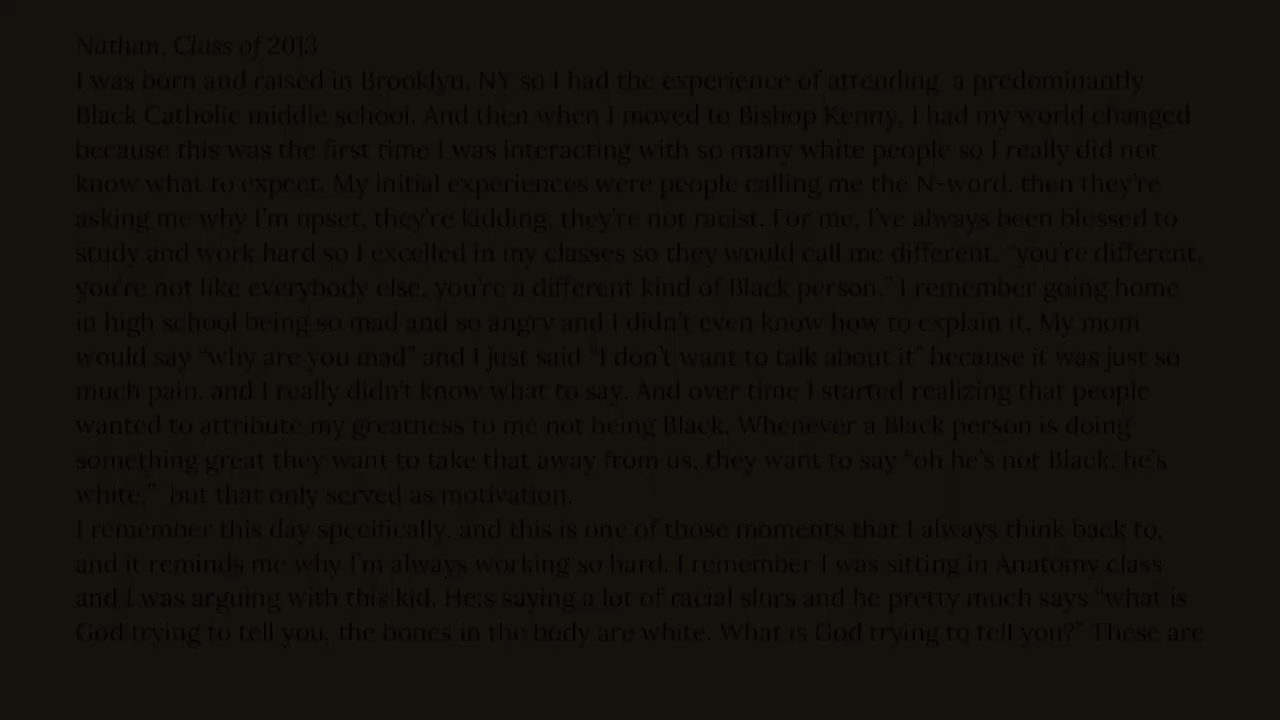 Nathan, Class of 2013
I was born and raised in Brooklyn, NY so I had the experience of attending  a predominantly
Black Catholic middle school. And then when I moved to Bishop Kenny, I had my world changed
because this was the first time I was interacting with so many white people so I really did not
know what to expect. My initial experiences were people calling me the N-word, then they're
asking me why I'm upset, they're kidding, they're not racist. For me, I've always been blessed to
study and work hard so I excelled in my classes so they would call me different, "you're different,
you're not like everybody else, you're a different kind of Black person." I remember going home
in high school being so mad and so angry and I didn't even know how to explain it. My mom
would say "why are you mad" and I just said "I don't want to talk about it" because it was just so
much pain, and I really didn't know what to say. And over time I started realizing that people
wanted to attribute my greatness to me not being Black. Whenever a Black person is doing
something great they want to take that away from us, they want to say "oh he's not Black, he's
white,"  but that only served as motivation.
I remember this day specifically, and this is one of those moments that I always think back to,
and it reminds me why I'm always working so hard. I remember I was sitting in Anatomy class
and I was arguing with this kid. He;s saying a lot of racial slurs and he pretty much says "what is
God trying to tell you, the bones in the body are white. What is God trying to tell you?" These are